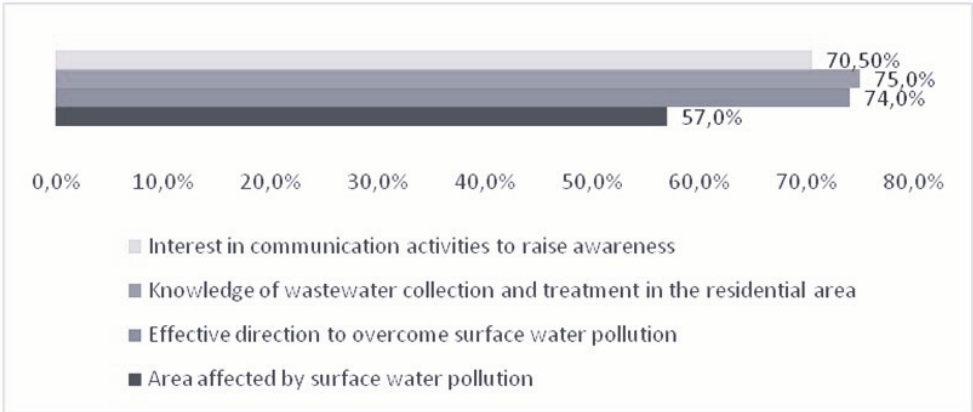 70,50%
75,0%
74,0%
57,0%
0,0% 10,0% 20,0% 30,0% 40,0% 50,0% 60,0% 70,0% 80,0%
Interest in communication activities to raise awareness
Knowledge of wastewater collection and treatment in the residential area
Effective direction to overcome surface water pollution
Area affected by surface water pollution